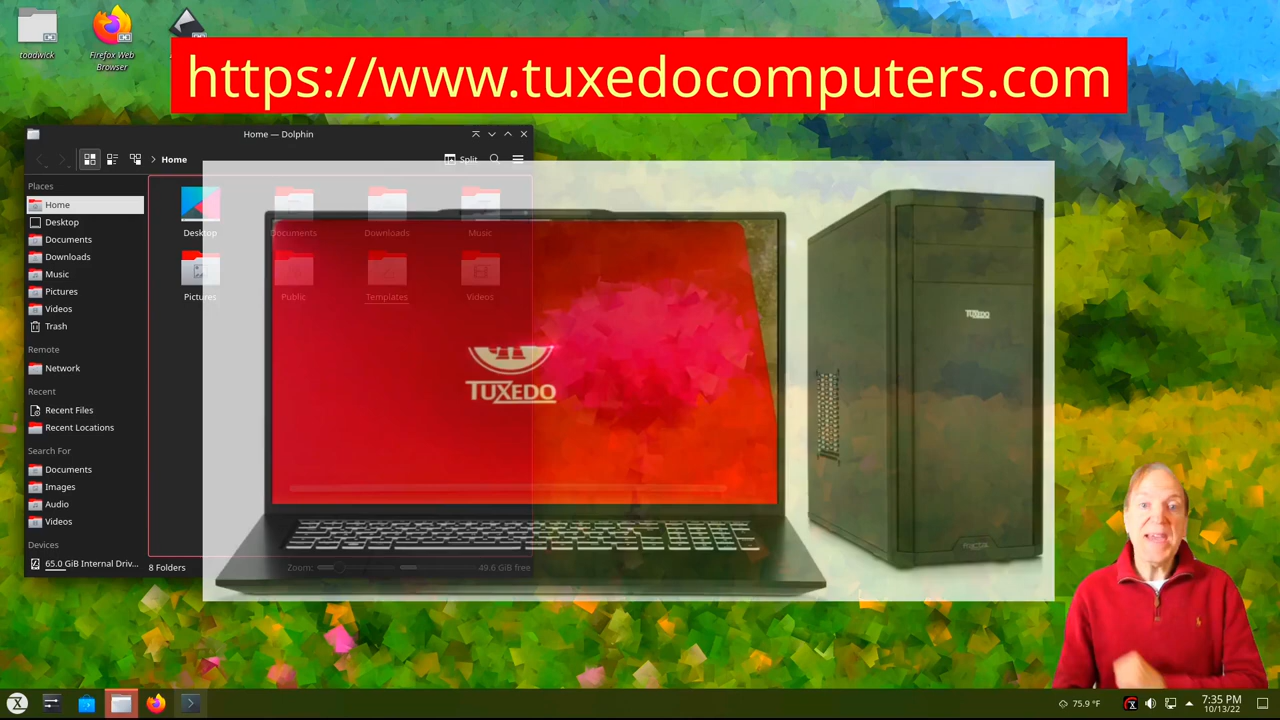 https://www.tuxedocomputers.com
toadwick
Firefox Web
Browser
Home — Dolphin
Home
Split
Places
Home
Desktop
Documents
Downloads
Music
Pictures
Videos
Trash
Remote
Network
Recent
Recent Files
Recent Locations
Search For
Documents
Images
Audio
Videos
Devices
65.0 GiB Internal Driv...
Desktop
Documents
Downloads
Music
Pictures
Public
Templates
Videos
8 Folders
Zoom:
49.6 GiB free
TUXEDO
TUXEDO
fractal
75.9 °F
7:35 PM
10/13/22